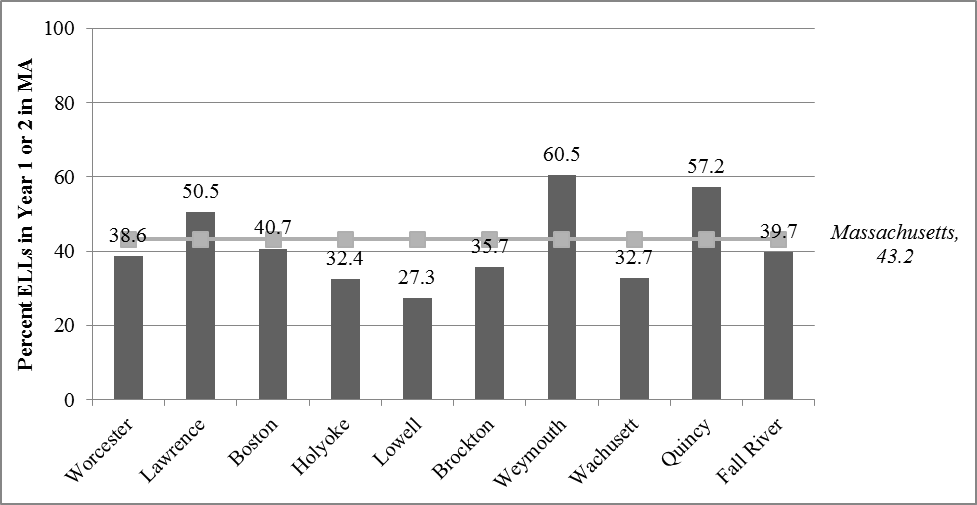 Percent ELLs in Year 1 or 2 in MA
100
80
60
40
20
0
38.6
50.5
40.7
32.4
27.3
35.7
60.5
32.7
57.2
39.7
Massachusetts,
43.2
Worcester
Lawrence
Boston
Holyoke
Lowell
Brockton
Weymouth
Wachusett
Quincy
Fall River